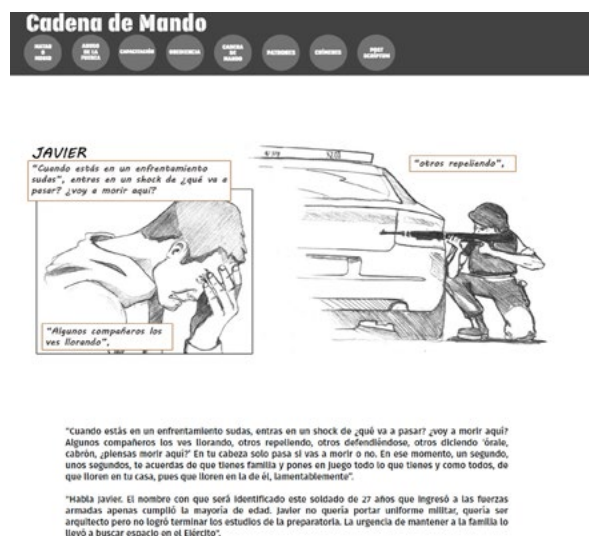 Cadena de Mando
MATAR
O
MORIR
ABUSO
DE LA
FUERZA
CAPACITACIÓN
OBEDIENCIA
CADENA
DE
MANDO
PATRONES
CRÍMENES
POST
SCRÍPTUM
JAVIER
"Cuando estás en un enfrentamiento
sudas", entras en un shock de ¿qué va a
pasar? ¿voy a morir aquí?
"otros repeliendo",
"Algunos compañeros los
ves llorando",
"Cuando estás en un enfrentamiento sudas, entras en un shock de ¿qué va a pasar? ¿voy a morir aquí?
Algunos compañeros los ves llorando, otros repeliendo, otros defendiéndose, otros diciendo 'órale,
cabrón, ¿piensas morir aquí?' En tu cabeza solo pasa si vas a morir o no. En ese momento, un segundo,
unos segundos, te acuerdas de que tienes familia y pones en juego todo lo que tienes y como todos, de
que lloren en tu casa, pues que lloren en la de él, lamentablemente".
"Habla Javier. El nombre con que será identificado este soldado de 27 años que ingresó a las fuerzas
armadas apenas cumplió la mayoría de edad. Javier no quería portar uniforme militar, quería ser
arquitecto pero no logró terminar los estudios de la preparatoria. La urgencia de mantener a la familia lo
llevó a buscar espacio en el Ejército".